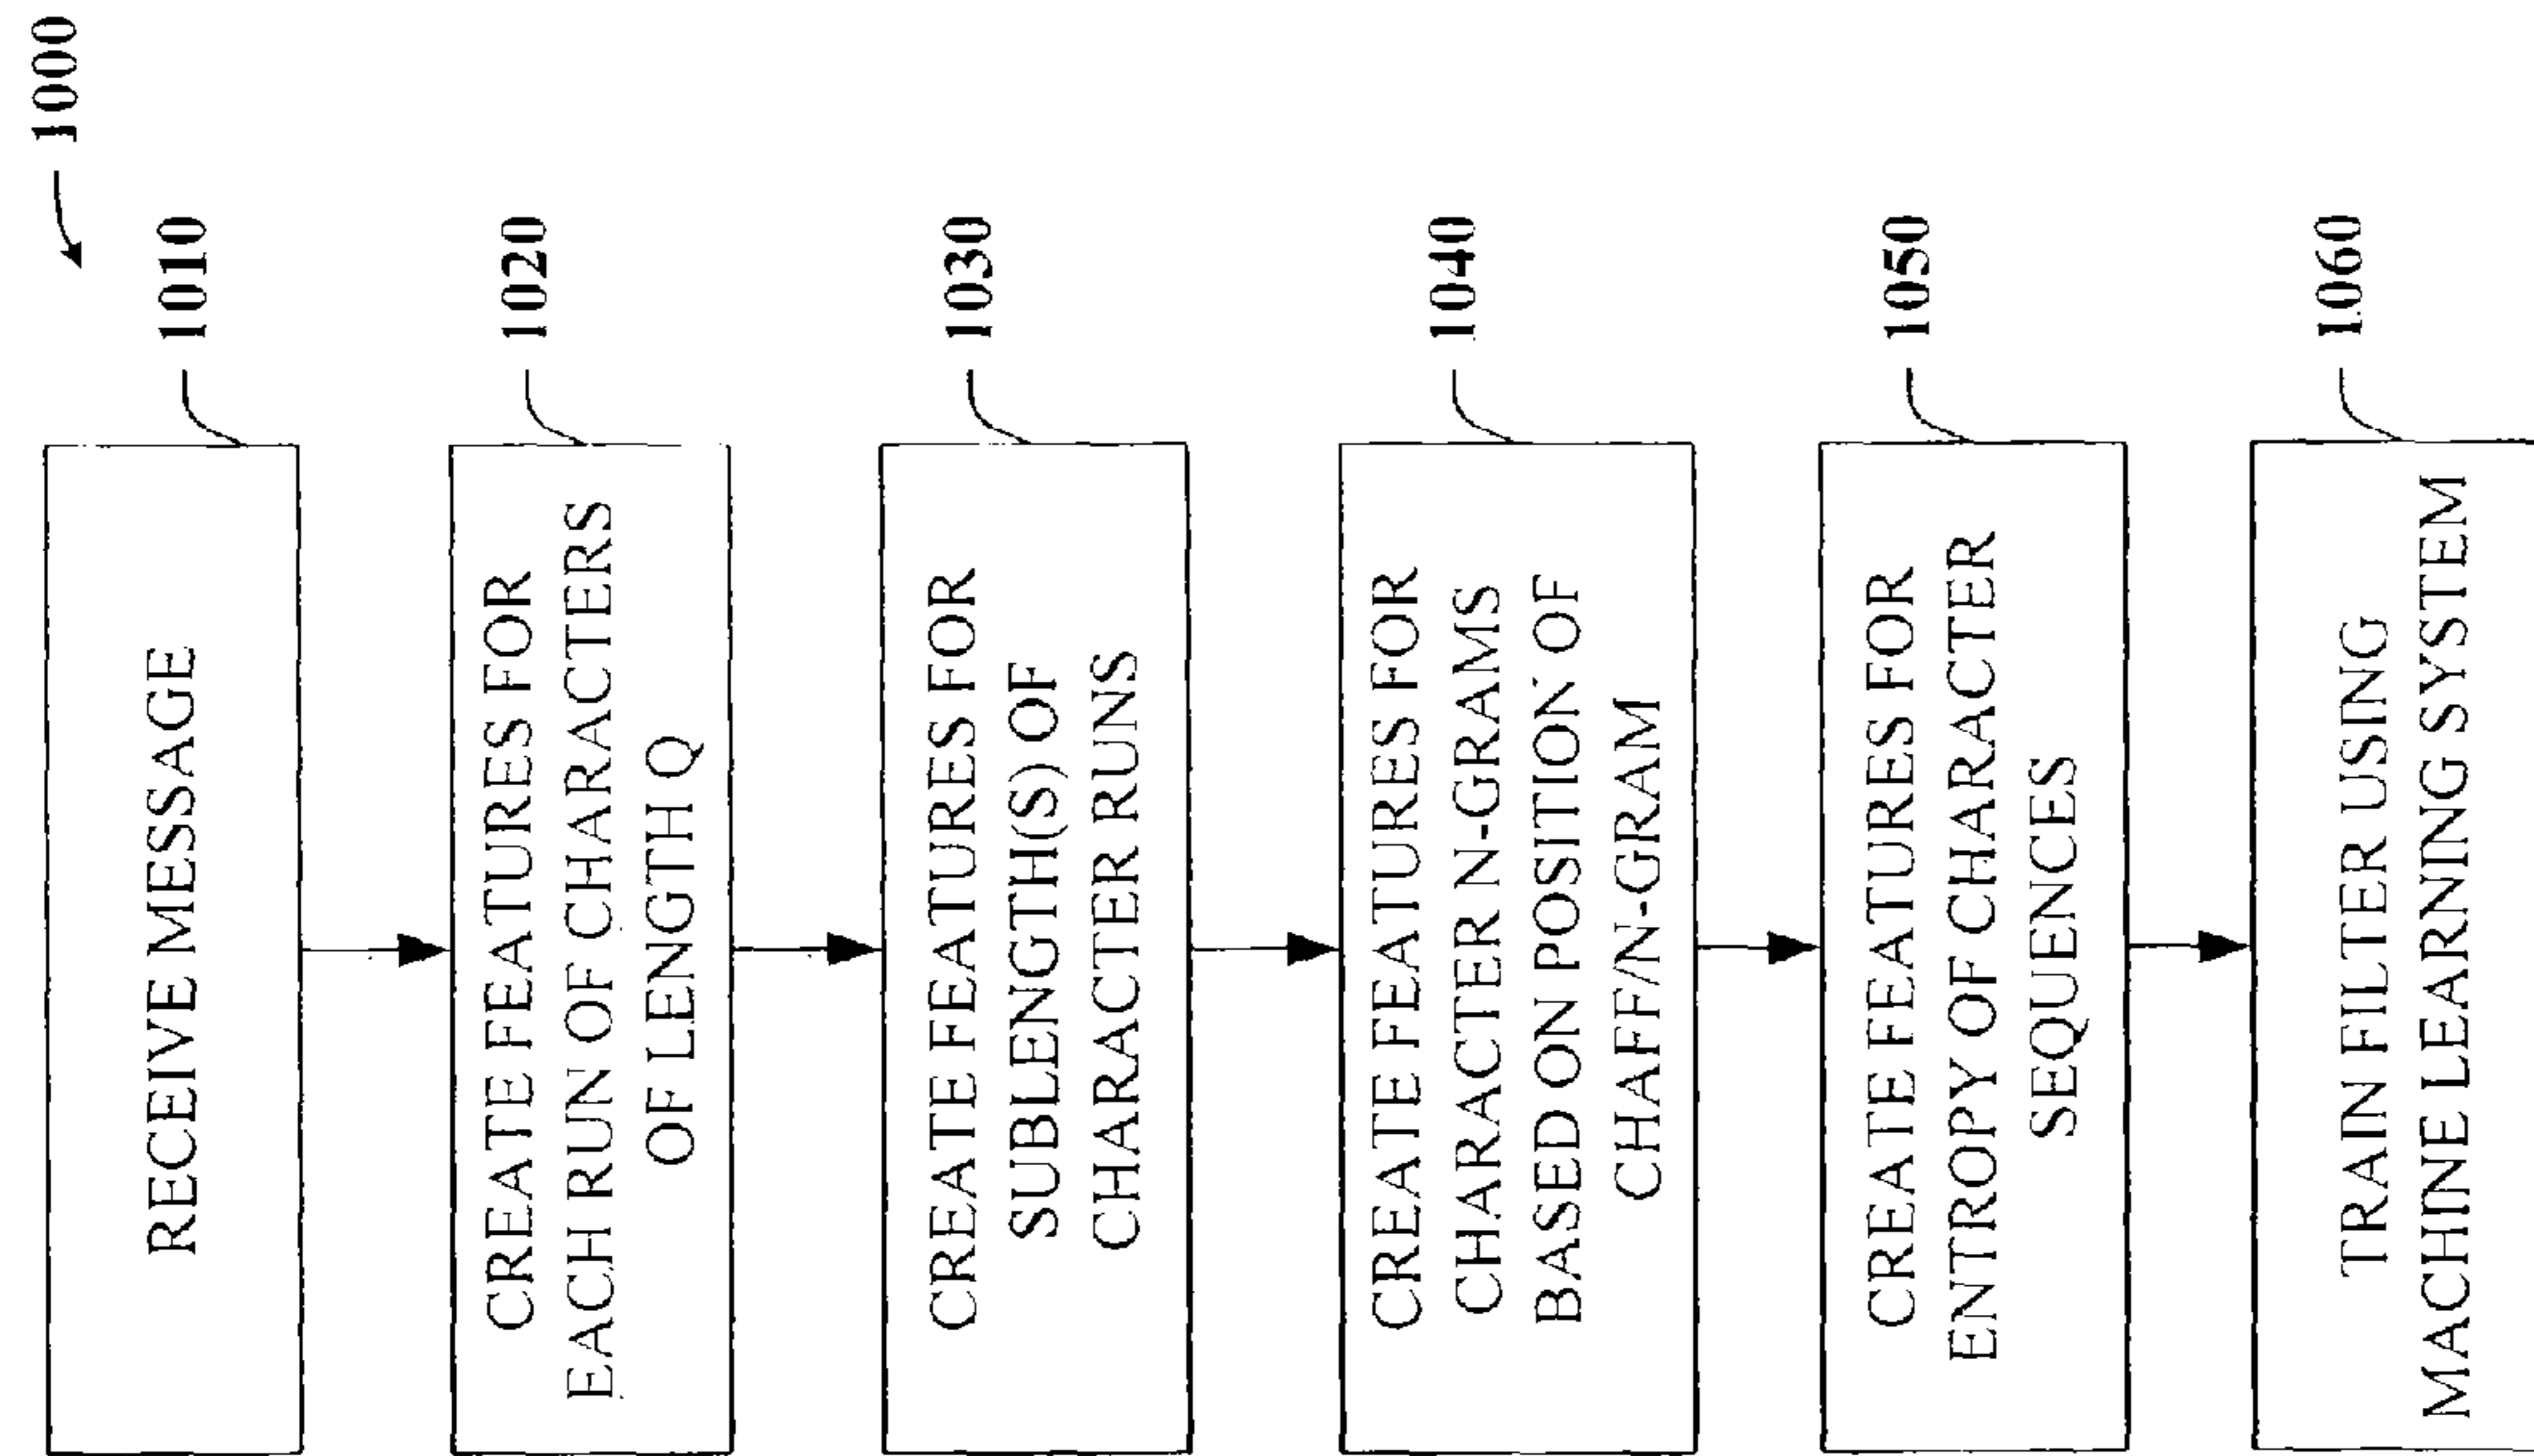 1000
1010
RECEIVE MESSAGE
1020
CREATE FEATURES FOR
EACH RUN OF CHARACTERS
OF LENGTH Q
1030
CREATE FEATURES FOR
SUBLENGTH(S) OF
CHARACTER RUNS
1040
CREATE FEATURES FOR
CHARACTER N-GRAMS
BASED ON POSITION OF
CHAFF/N-GRAM
1050
CREATE FEATURES FOR
ENTROPY OF CHARACTER
SEQUENCES
1060
TRAIN FILTER USING
MACHINE LEARNING SYSTEM